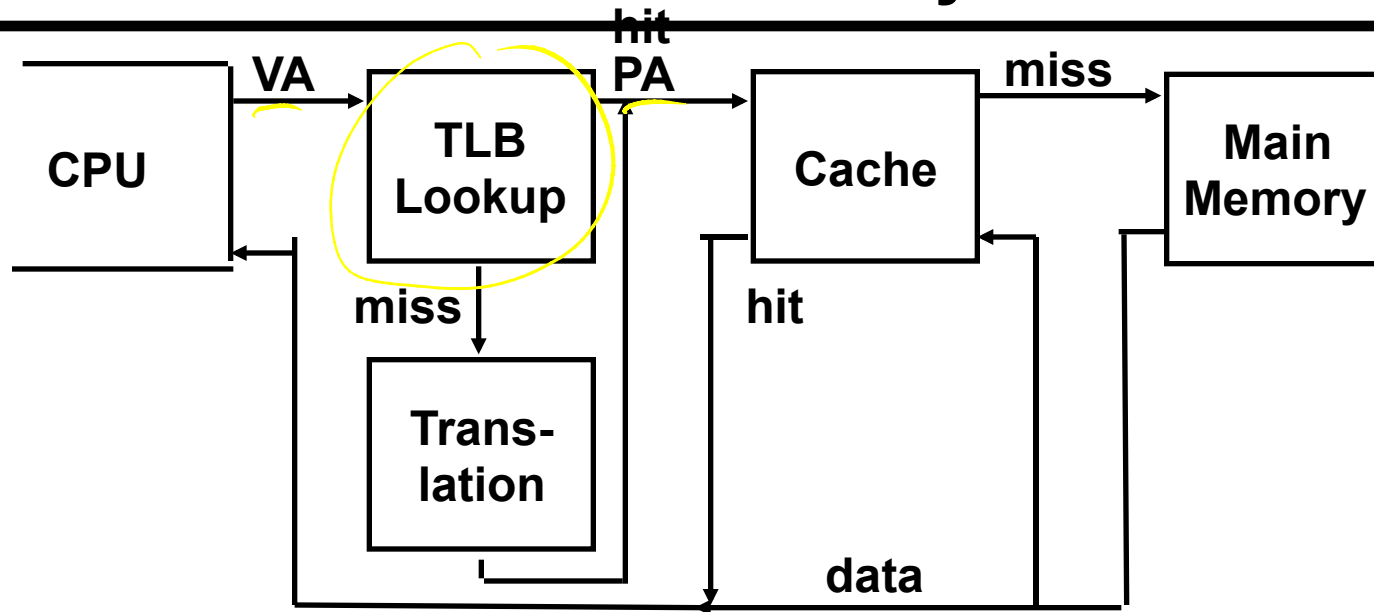 hit
VA
PA
miss
CPU
TLB
Lookup
Cache
Main
Memory
miss
hit
Trans-
lation
data